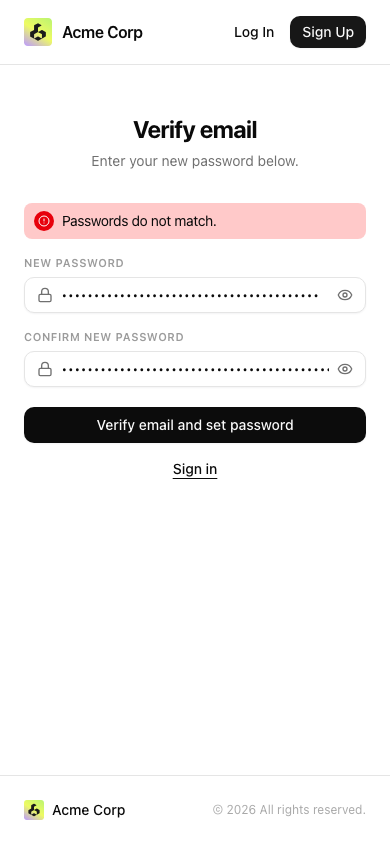 Acme Corp
Log In
Sign Up
Verify email
Enter your new password below.
Passwords do not match.
NEW PASSWORD
CONFIRM NEW PASSWORD
Verify email and set password
Sign in
Acme Corp
© 2026 All rights reserved.